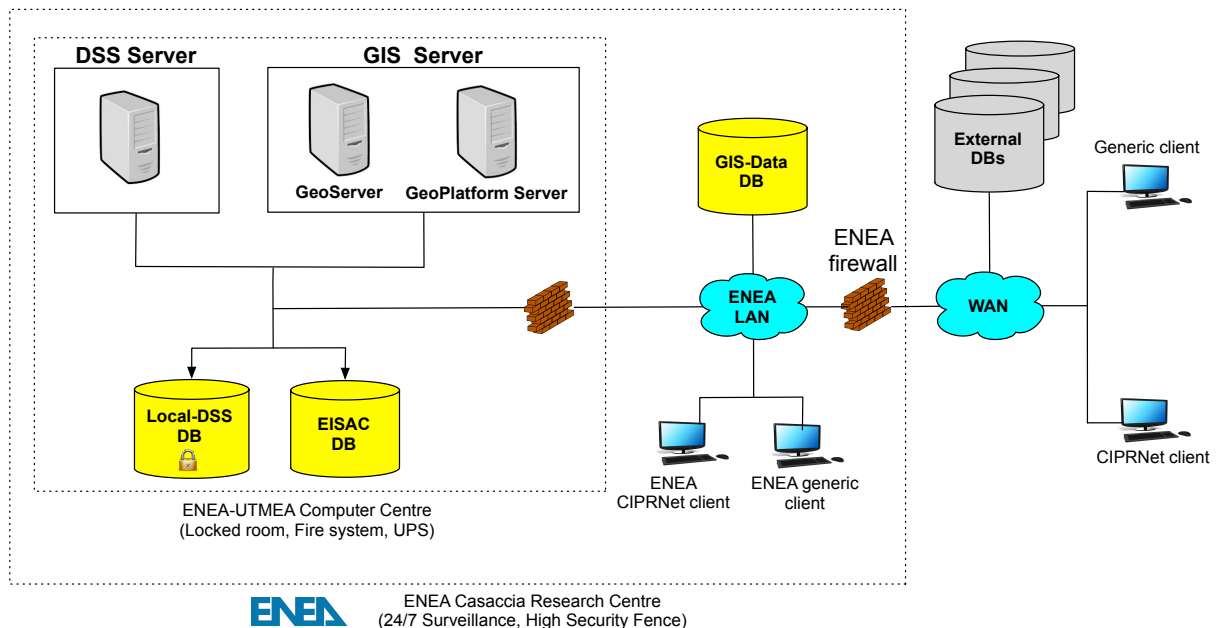 DSS Server
GIS Server
GeoServer
GeoPlatform Server
GIS-Data
DB
External
DBs
Generic client
ENEA
firewall
ENEA
LAN
WAN
Local-DSS
DB
EISAC
DB
ENEA
CIPRNet client
ENEA generic
client
CIPRNet client
ENEA-UTMEA Computer Centre
(Locked room, Fire system, UPS)
ENEA
ENEA Casaccia Research Centre
(24/7 Surveillance, High Security Fence)